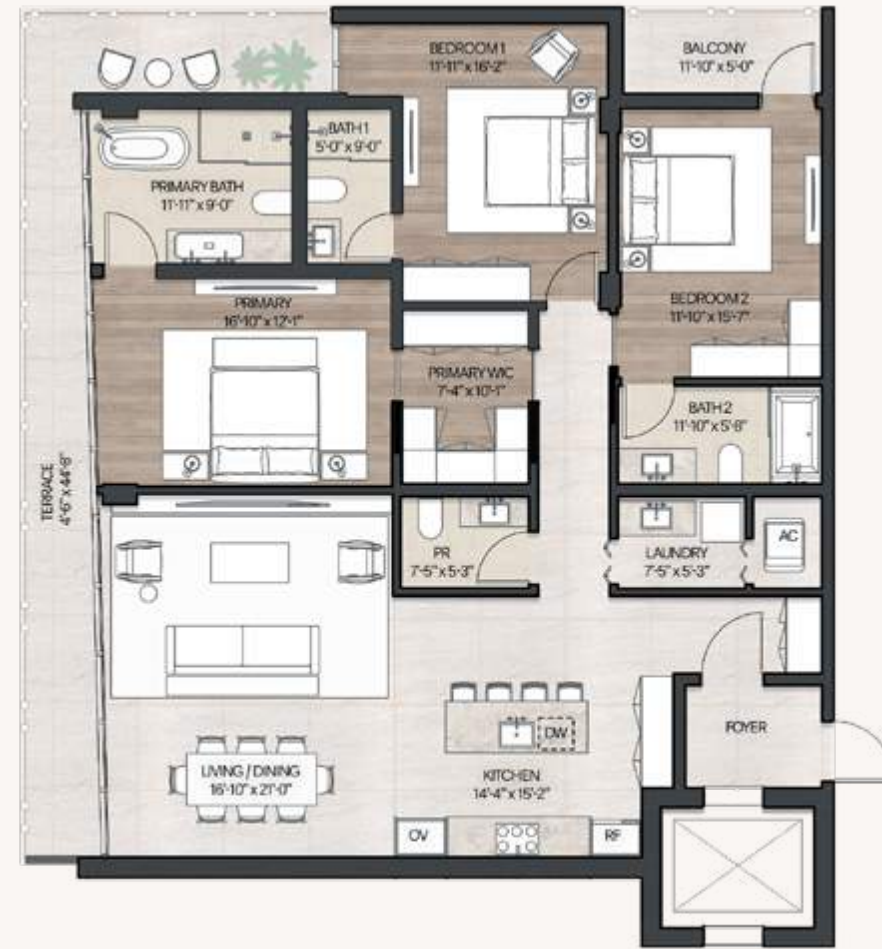 BEDROOM 1
11'-11" x 16'-2"
BALCONY
11'-10" x 5'-0"
BATH 1
5'-0" x 9'-0"
PRIMARY BATH
11'-11" x 9'-0"
PRIMARY
16'-10" x 12'-1"
BEDROOM 2
11'-10" x 15'-7"
PRIMARY WIC
7'-4" x 10'-1"
BATH 2
11'-10" x 5'-8"
TERRACE
4'-6" x 44'-8"
PR
7'-5" x 5'-3"
LAUNDRY
7'-5" x 5'-3"
AC
FOYER
DW
LIVING / DINING
16'-10" x 21'-0"
KITCHEN
14'-4" x 15'-2"
OV
RF